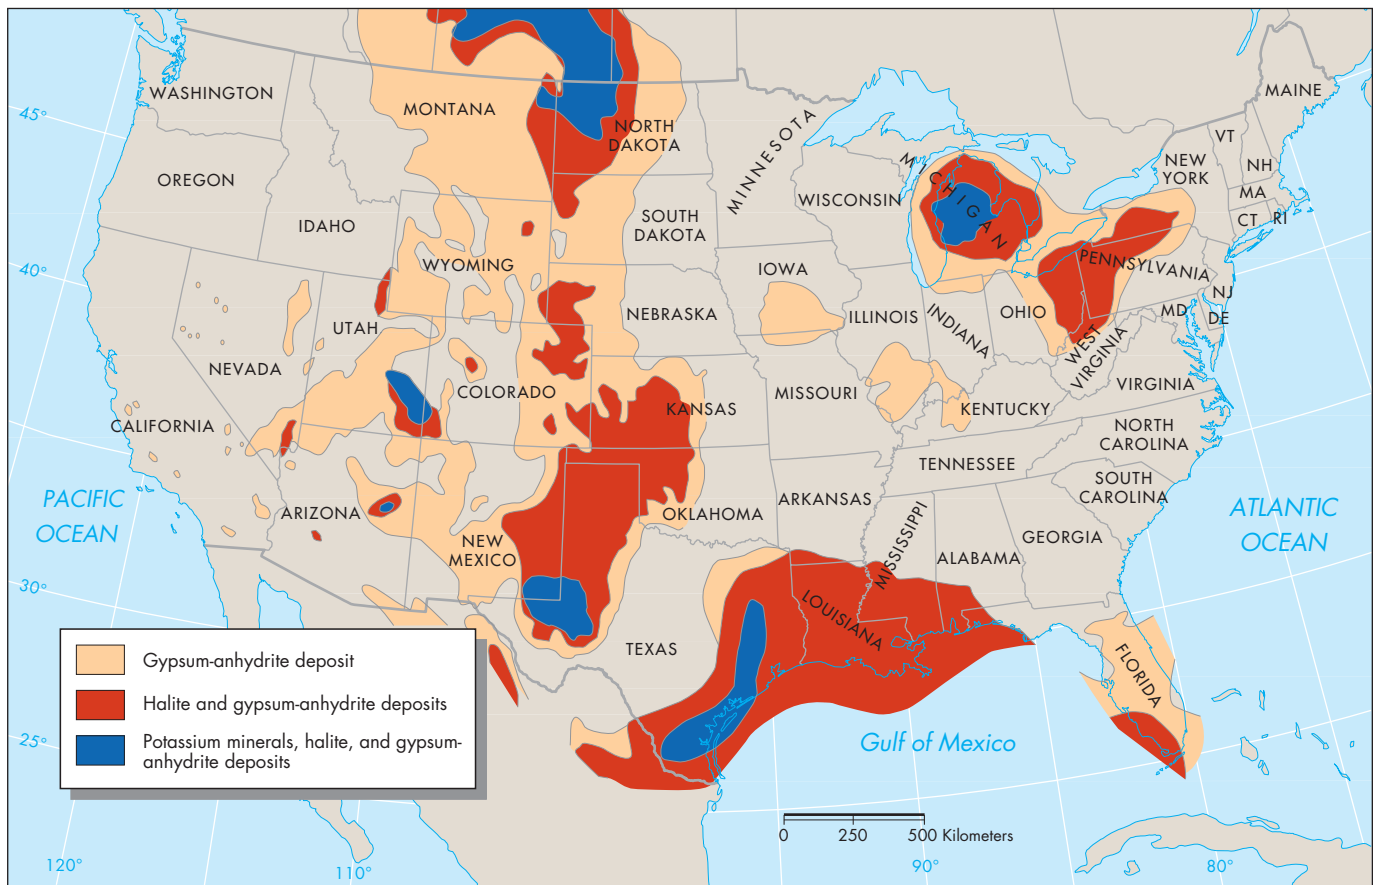 WASHINGTON
MONTANA
NORTH
DAKOTA
MINNESOTA
MAINE
VT
NH
NEW
YORK
MA
CT
RI
OREGON
IDAHO
WYOMING
SOUTH
DAKOTA
WISCONSIN
MICHIGAN
IOWA
NEBRASKA
ILLINOIS
INDIANA
OHIO
PENNSYLVANIA
NJ
MD
DE
WEST
VIRGINIA
VIRGINIA
UTAH
NEVADA
COLORADO
KANSAS
MISSOURI
KENTUCKY
CALIFORNIA
NORTH
CAROLINA
TENNESSEE
SOUTH
CAROLINA
ARIZONA
NEW
MEXICO
OKLAHOMA
ARKANSAS
MISSISSIPPI
ALABAMA
GEORGIA
TEXAS
LOUISIANA
FLORIDA
PACIFIC
OCEAN
ATLANTIC
OCEAN
Gulf of Mexico
45°
40°
35°
30°
25°
120°
110°
90°
80°
Gypsum-anhydrite deposit
Halite and gypsum-anhydrite deposits
Potassium minerals, halite, and gypsum-
anhydrite deposits
0 250 500 Kilometers